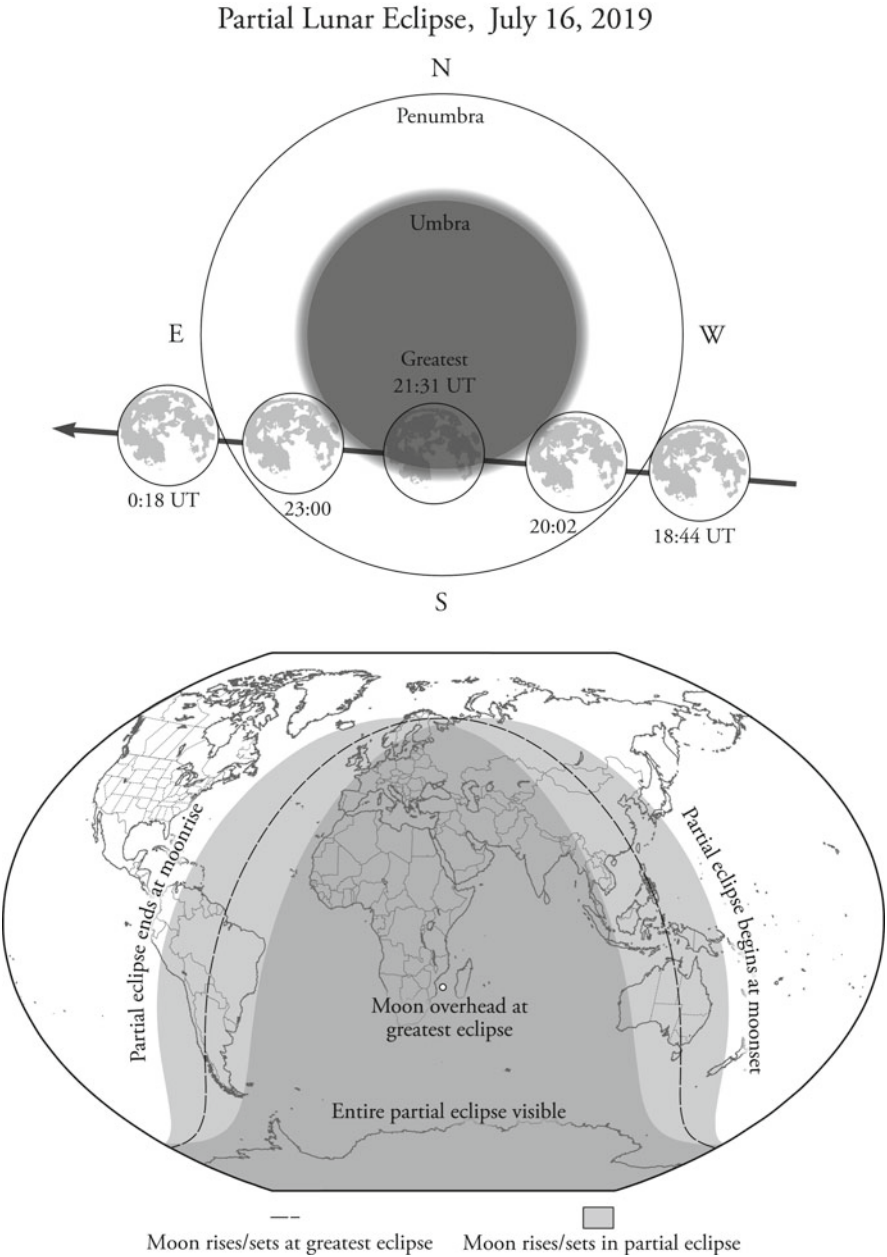 Partial Lunar Eclipse, July 16, 2019
N
Penumbra
Umbra
E
W
Greatest
21:31 UT
0:18 UT
23:00
20:02
18:44 UT
S
Partial eclipse ends at moonrise
Partial eclipse begins at moonset
Moon overhead at
greatest eclipse
Entire partial eclipse visible
Moon rises/sets at greatest eclipse
Moon rises/sets in partial eclipse